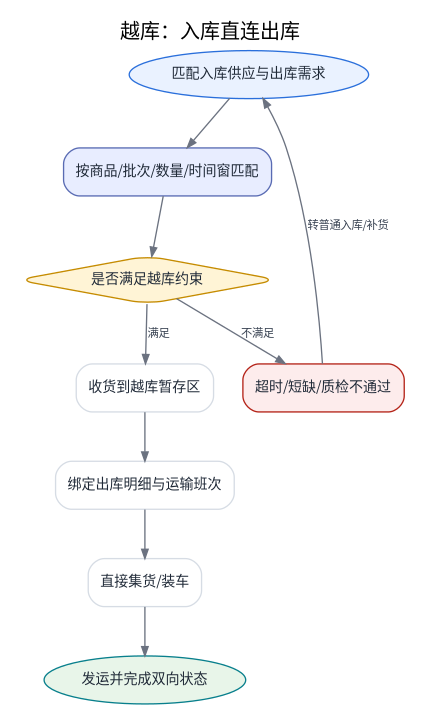 越库：入库直连出库
匹配入库供应与出库需求
按商品/批次/数量/时间窗匹配
转普通入库/补货
是否满足越库约束
满足
不满足
收货到越库暂存区
超时/短缺/质检不通过
绑定出库明细与运输班次
直接集货/装车
发运并完成双向状态